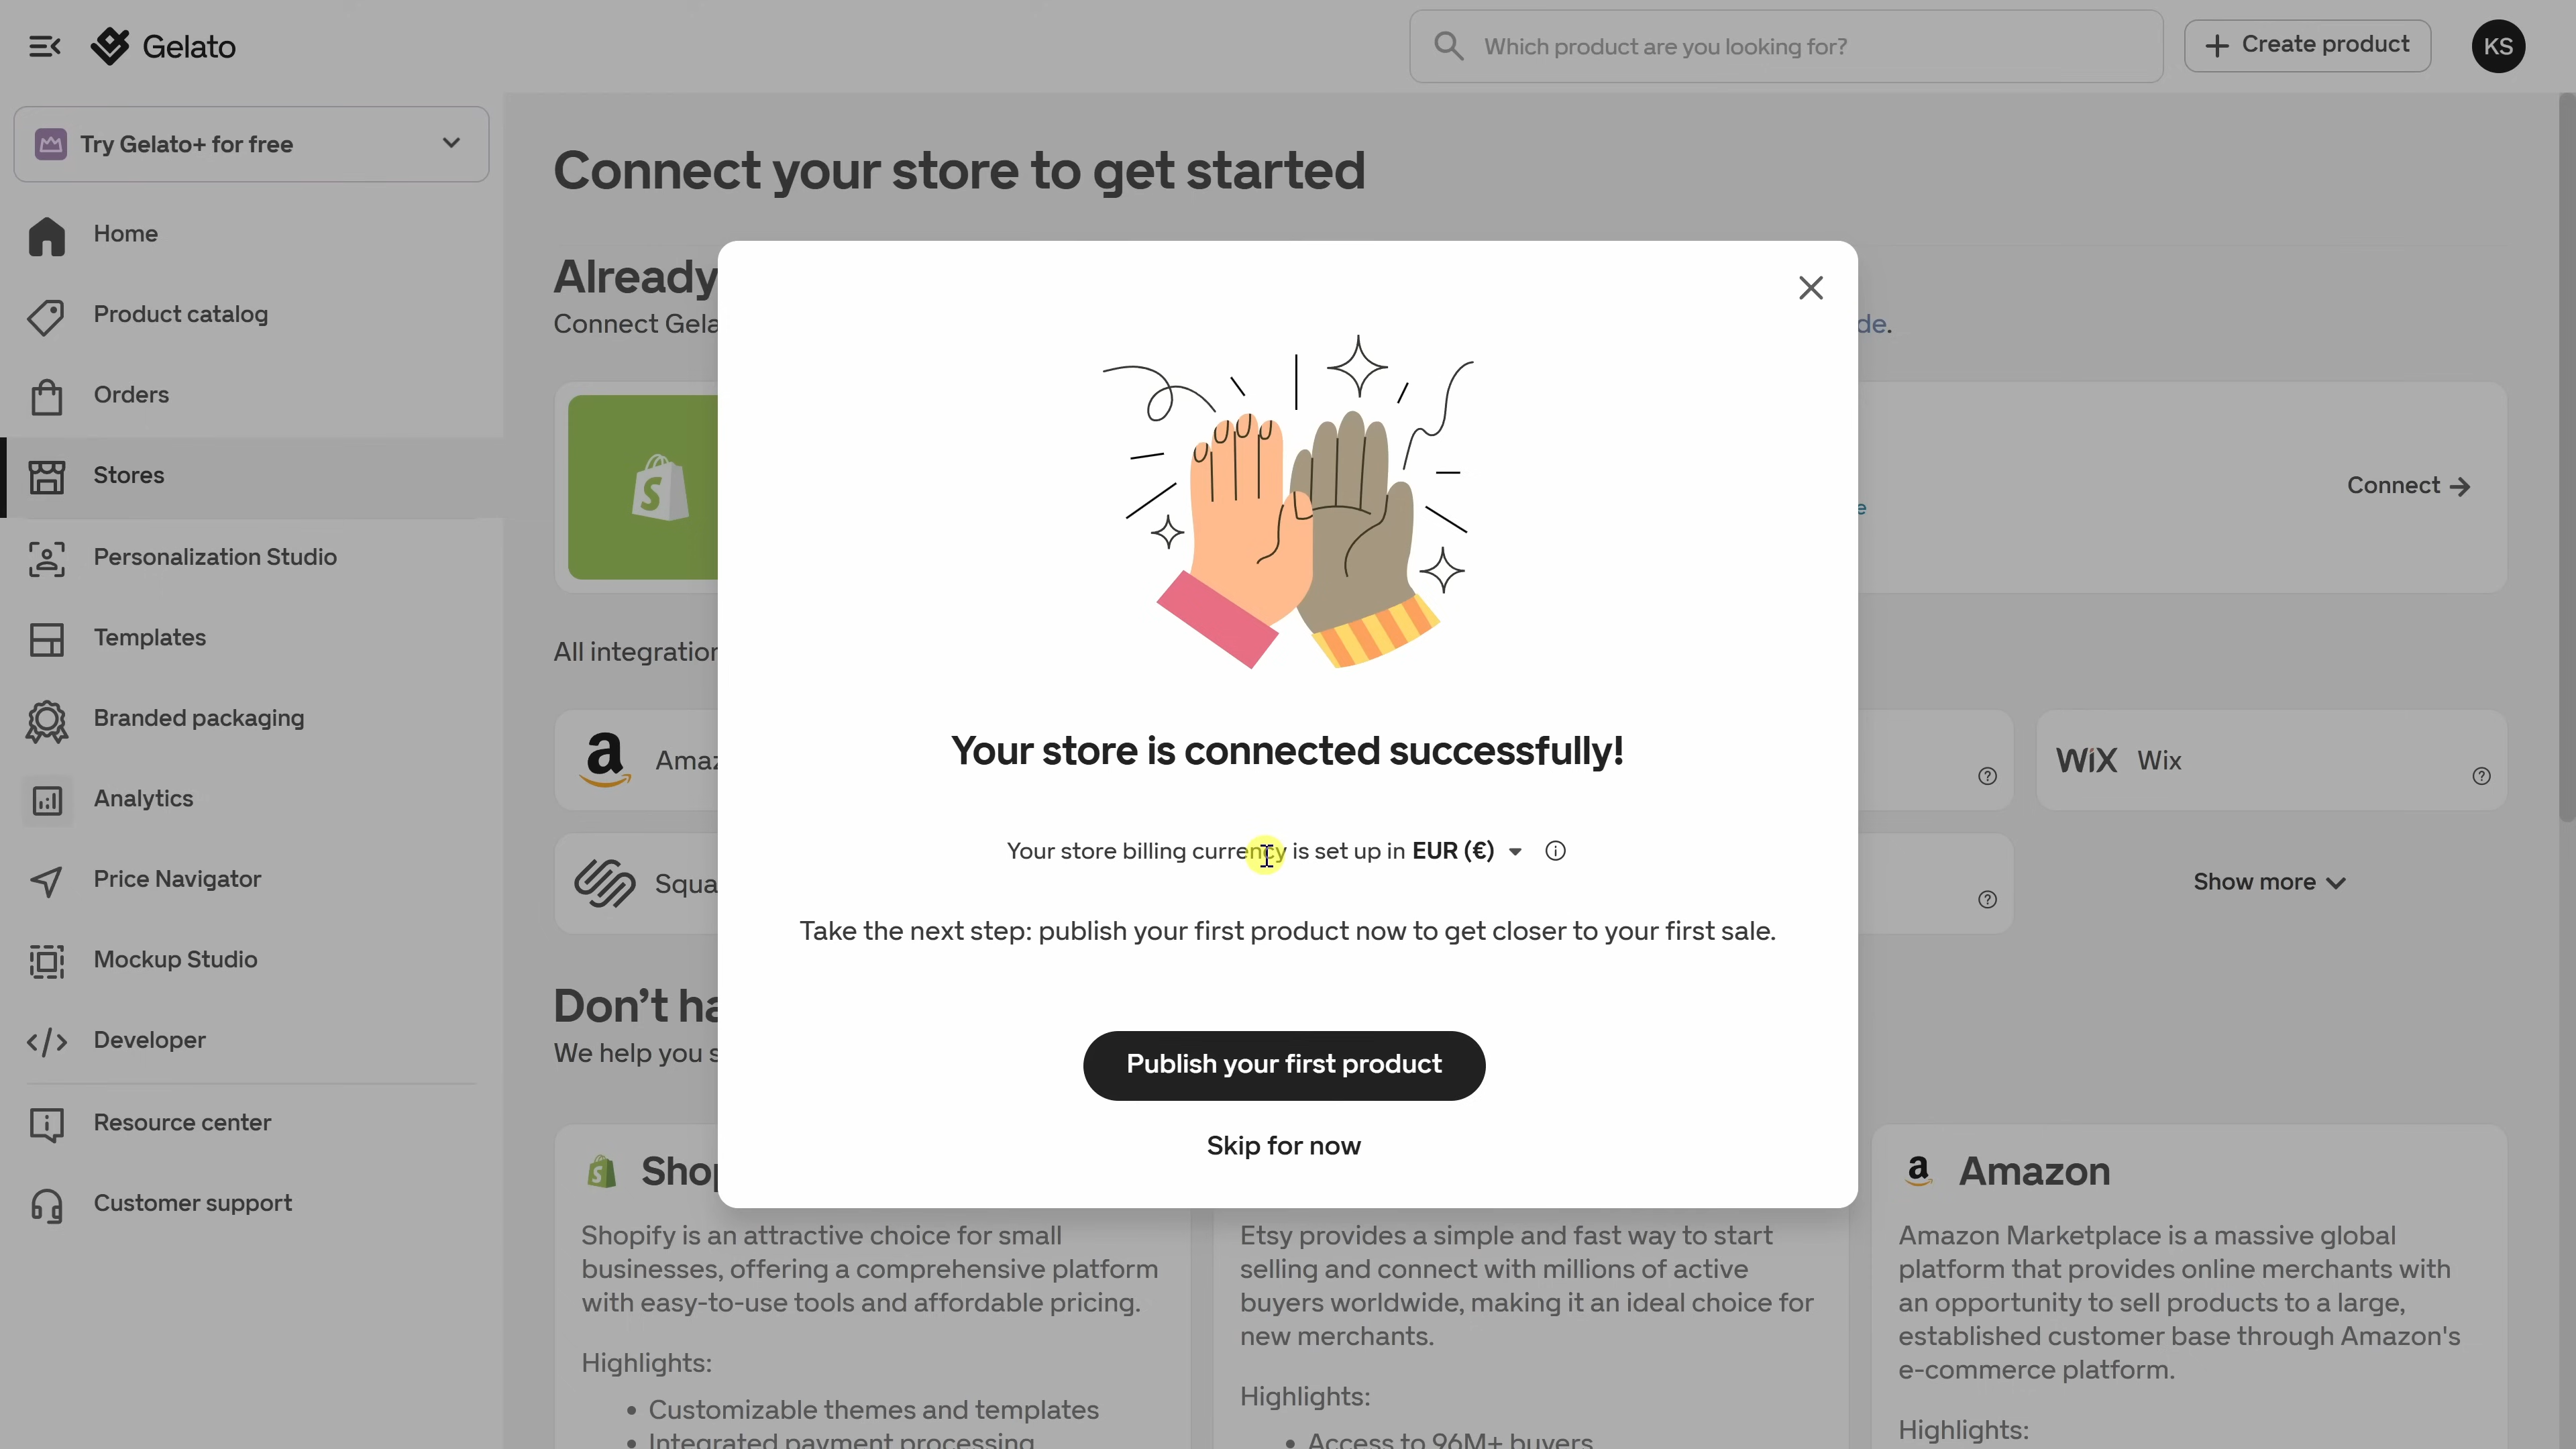 Gelato
Which product are you looking for?
Create product
KS
Try Gelato+ for free
Home
Product catalog
Orders
Stores
Personalization Studio
Templates
Branded packaging
Analytics
Price Navigator
Mockup Studio
Developer
Resource center
Customer support
Connect your store to get started
Already
Connect Gela
de.
Connect
e
All integration
a Amaz
WiX Wix
Squa
Show more
Don't ha
We help you s
Your store is connected successfully!
Your store billing currency is set up in EUR (€)
Take the next step: publish your first product now to get closer to your first sale.
Publish your first product
Skip for now
Shop
Shopify is an attractive choice for small
businesses, offering a comprehensive platform
with easy-to-use tools and affordable pricing.
Highlights:
• Customizable themes and templates
• Integrated payment processing
Etsy provides a simple and fast way to start
selling and connect with millions of active
buyers worldwide, making it an ideal choice for
new merchants.
Highlights:
• Access to 96M+ buyers
a Amazon
Amazon Marketplace is a massive global
platform that provides online merchants with
an opportunity to sell products to a large,
established customer base through Amazon's
e-commerce platform.
Highlights: